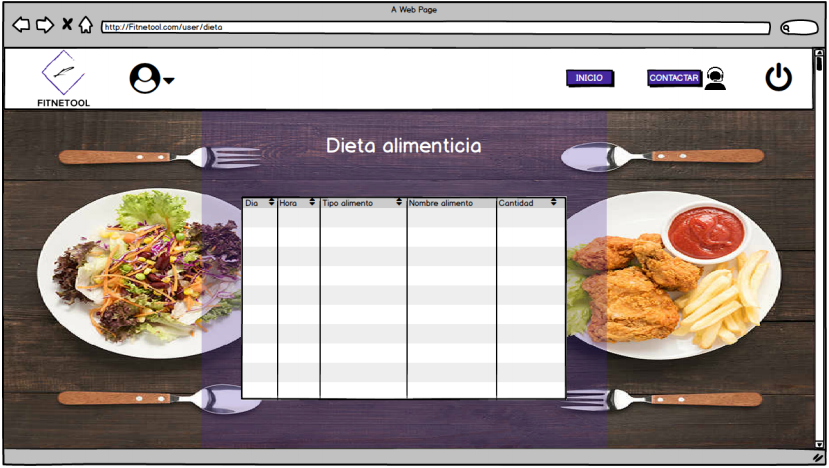 A Web Page
http://Fitnetool.com/user/dieta
FITNETOOL
INICIO
CONTACTAR
Dieta alimenticia
Dia Hora Tipo alimento Nombre alimento Cantidad